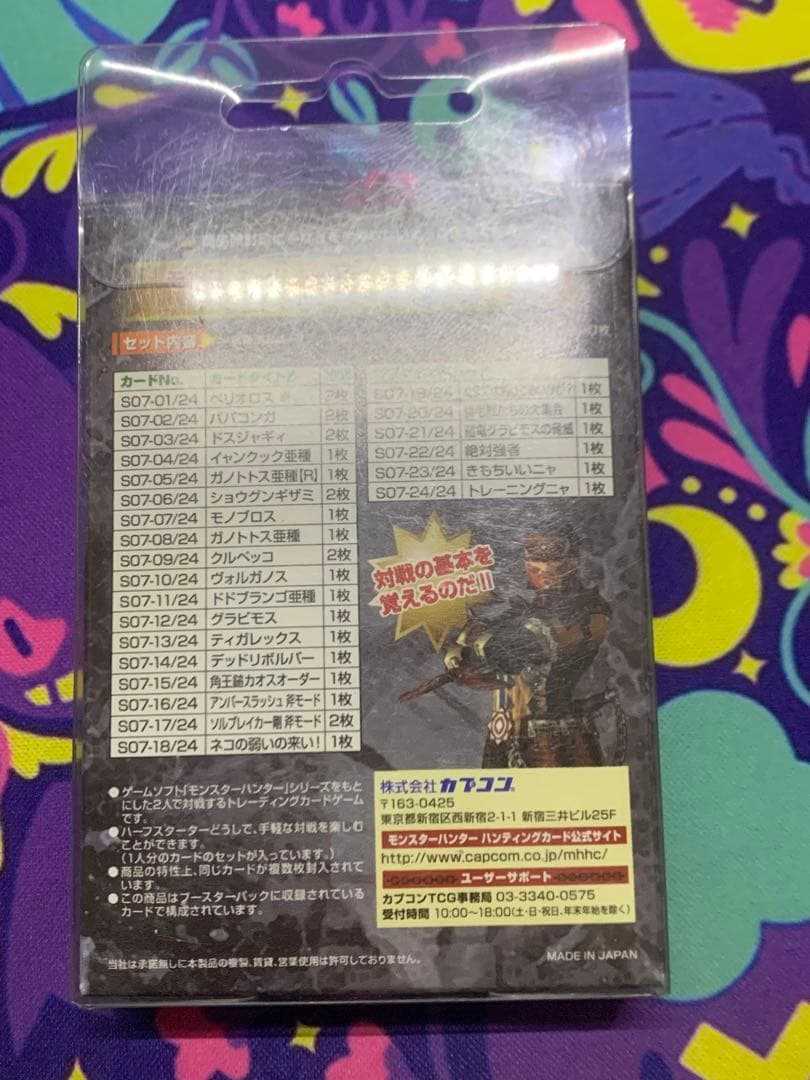 セット内容
カードNo.
S07-01/24 ベリオロス
S07-02/24 ババコンガ 2枚
S07-03/24 ドスジャギィ 2枚
S07-04/24 イャンクック亜種 1枚
S07-05/24 ガノトトス亜種[R] 1枚
S07-06/24 ショウグンギザミ 2枚
S07-07/24 モノブロス 1枚
S07-08/24 ガノトトス亜種 1枚
S07-09/24 クルペッコ 2枚
S07-10/24 ヴォルガノス 1枚
S07-11/24 ドドブランゴ亜種 1枚
S07-12/24 グラビモス 1枚
S07-13/24 ティガレックス 1枚
S07-14/24 デッドリボルバー 1枚
S07-15/24 角王鎚カオスオーダー 1枚
S07-16/24 アンバースラッシュ 斧モード 1枚
S07-17/24 ソルブレイカー剛 斧モード 2枚
S07-18/24 ネコの弱いの来い! 1枚
S07-19/24 1枚
S07-20/24 1枚
S07-21/24 グラビモスの脅威 1枚
S07-22/24 絶対強者 1枚
S07-23/24 きもちいいニャ 1枚
S07-24/24 トレーニングニャ 1枚
対戦の基本を
覚えるのだ!!
●ゲームソフト「モンスターハンター」シリーズをもと
にした2人で対戦するトレーディングカードゲーム
です。
●ハーフスターターどうしで、手軽な対戦を楽しむ
ことができます。
(1人分のカードのセットが入っています。)
●商品の特性上、同じカードが複数枚封入されて
います。
●この商品はブースターパックに収録されている
カードで構成されています。
株式会社 カプコン
〒163-0425
東京都新宿区西新宿2-1-1 新宿三井ビル25F
モンスターハンター ハンティングカード公式サイト
http://www.capcom.co.jp/mhhc/
ユーザーサポート
カプコンTCG事務局 03-3340-0575
受付時間 10:00〜18:00(土・日・祝日、年末年始を除く)
当社は承諾無しに本製品の複製、賃貸、営業使用は許可しておりません。
MADE IN JAPAN